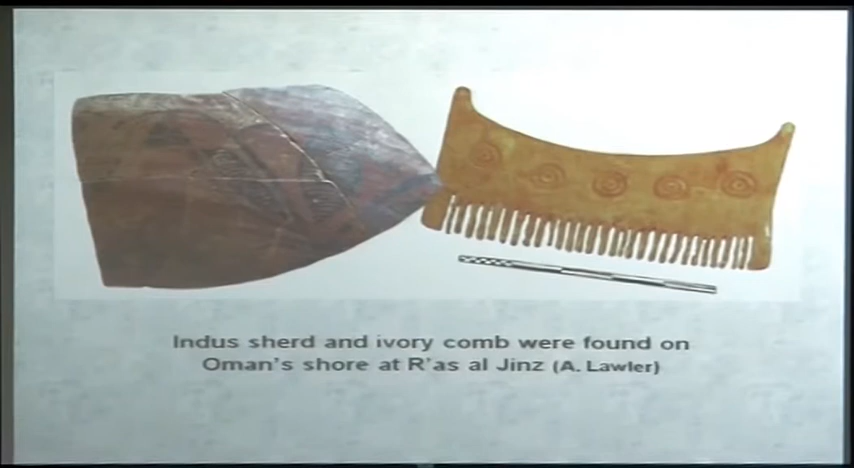 Indus sherd and ivory comb were found on
Oman's shore at R'as al Jinz (A. Lawler)